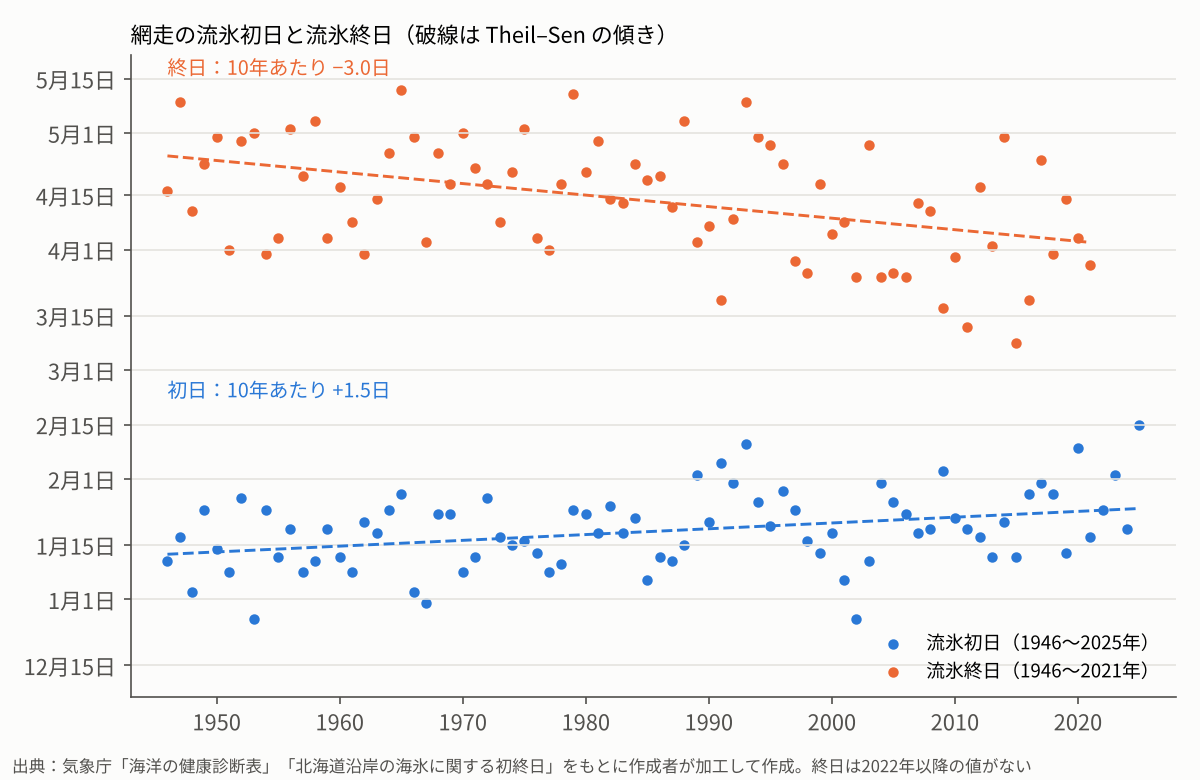 網走の流氷初日と流氷終日（破線は Theil–Sen の傾き）
終日：10年あたり −3.0日
5月15日
5月1日
4月15日
4月1日
3月15日
3月1日
初日：10年あたり +1.5日
2月15日
2月1日
1月15日
1月1日
12月15日
流氷初日（1946〜2025年）
流氷終日（1946〜2021年）
1950 1960 1970 1980 1990 2000 2010 2020
出典：気象庁「海洋の健康診断表」「北海道沿岸の海氷に関する初終日」をもとに作成者が加工して作成。終日は2022年以降の値がない